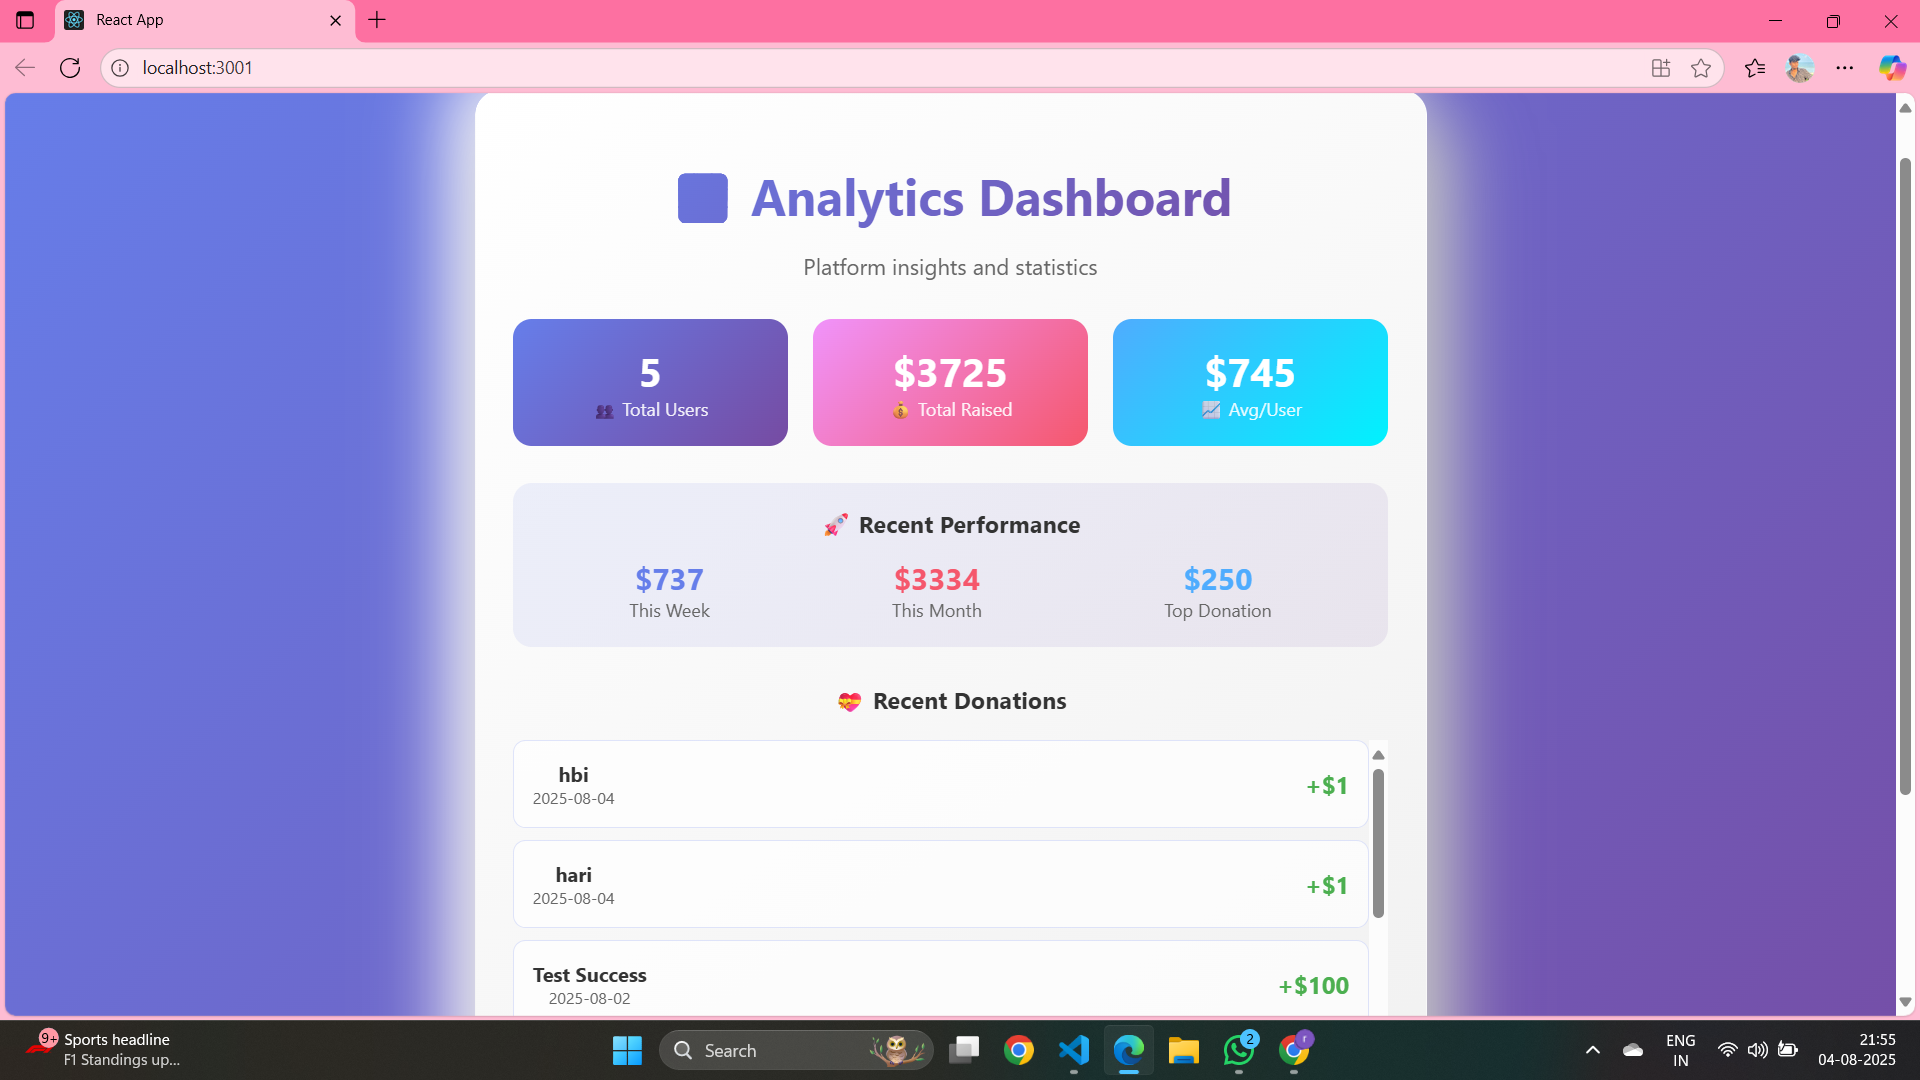 React App
localhost:3001
Analytics Dashboard
Platform insights and statistics
5
👥 Total Users
$3725
💰 Total Raised
$745
📈 Avg/User
🚀 Recent Performance
$737
This Week
$3334
This Month
$250
Top Donation
💝 Recent Donations
hbi
2025-08-04
+$1
hari
2025-08-04
+$1
Test Success
2025-08-02
+$100
9+
Sports headline
F1 Standings up...
Search
2
r
ENG
IN
21:55
04-08-2025